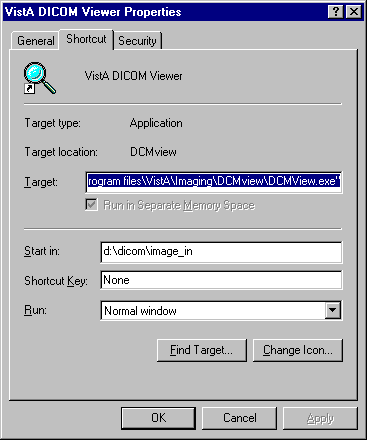 VistA DICOM Viewer Properties
General Shortcut Security
VistA DICOM Viewer
Target type: Application
Target location: DCMview
Target: rogram files\VistA\Imaging\DCMview\DCMView.exe"
Run in Separate Memory Space
Start in: d:\dicom\image_in
Shortcut Key: None
Run: Normal window
Find Target... Change Icon...
OK Cancel Apply